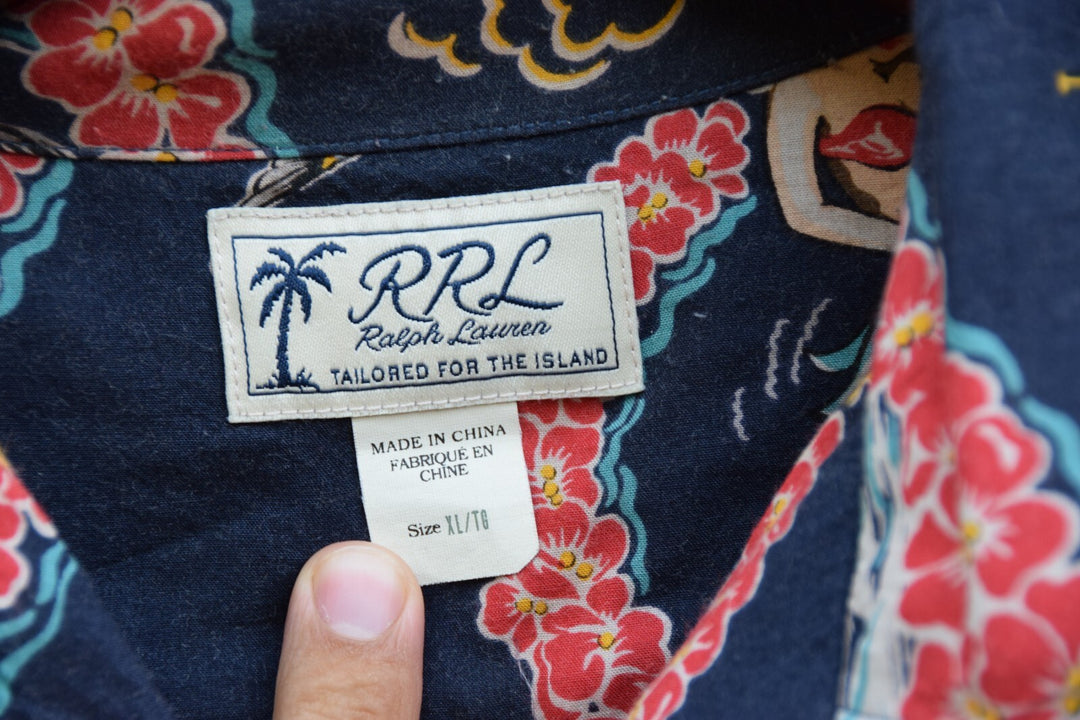 RRL
Ralph Lauren
TAILORED FOR THE ISLAND
MADE IN CHINA
FABRIQUÉ EN
CHINE
Size XL/TG